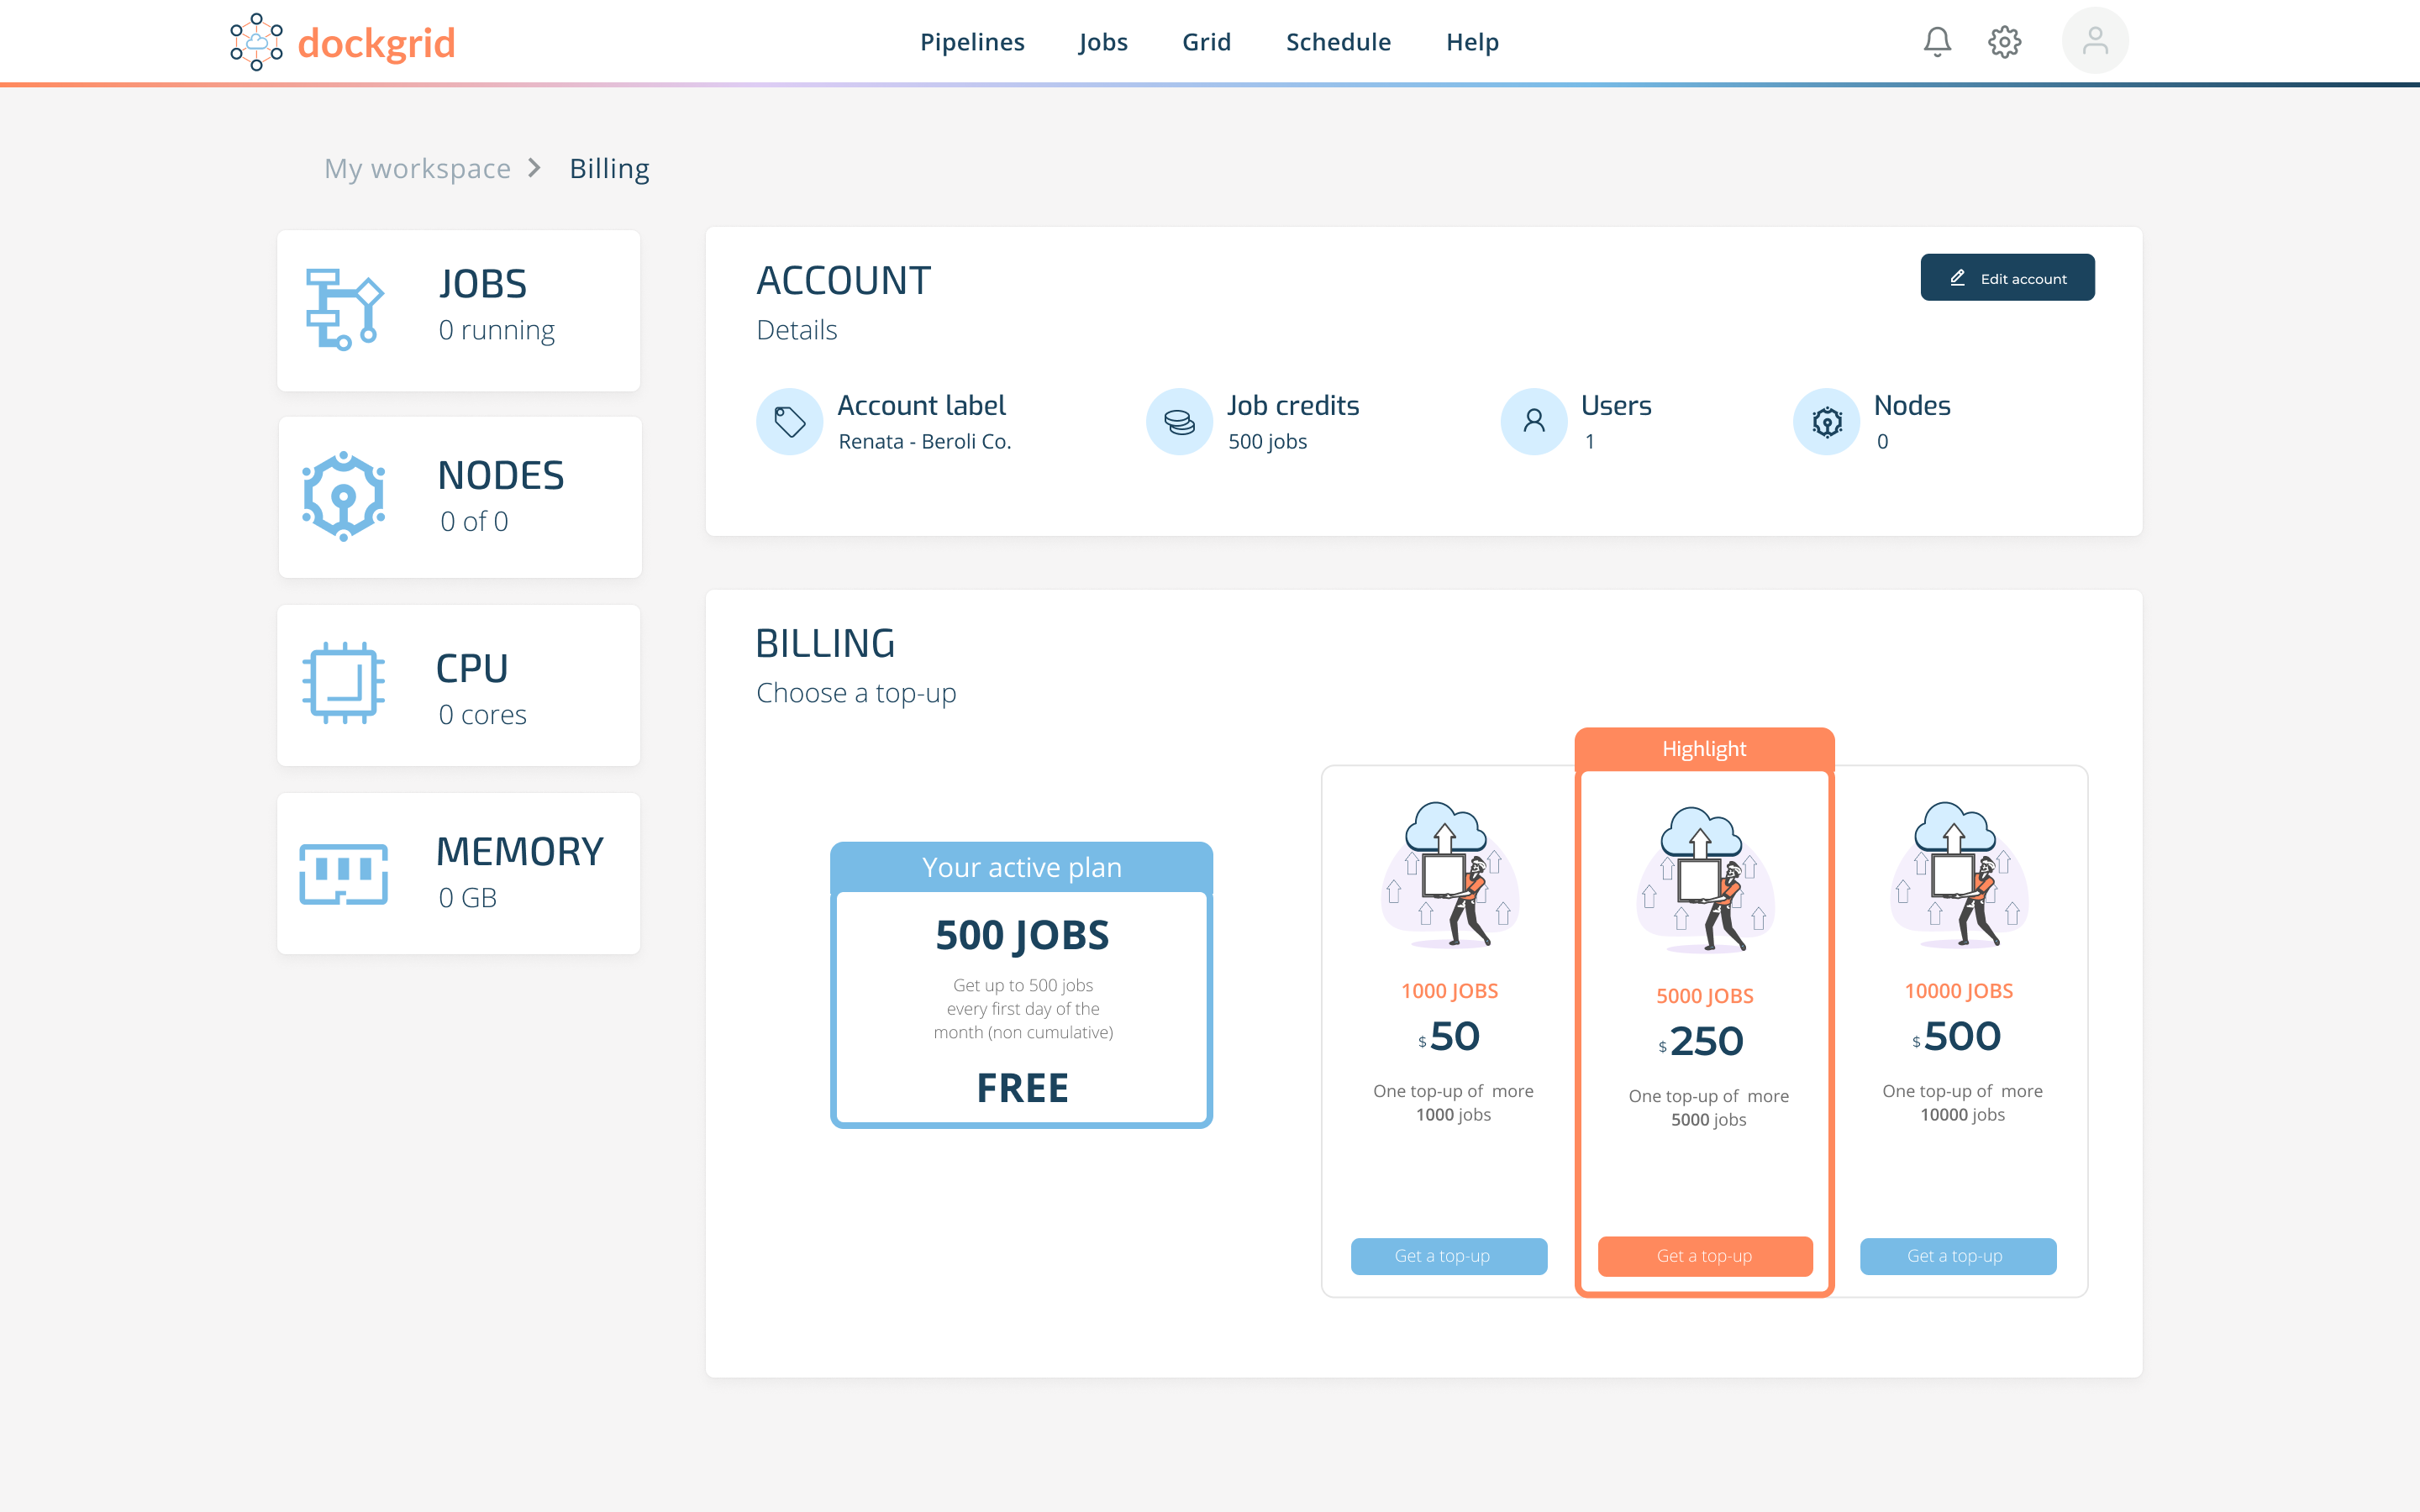 dockgrid
Pipelines
Jobs
Grid
Schedule
Help
My workspace
Billing
JOBS
0 running
NODES
0 of 0
CPU
0 cores
MEMORY
0 GB
ACCOUNT
Details
Edit account
Account label
Renata - Beroli Co.
Job credits
500 jobs
Users
1
Nodes
0
BILLING
Choose a top-up
Your active plan
500 JOBS
Get up to 500 jobs
every first day of the
month (non cumulative)
FREE
1000 JOBS
$ 50
One top-up of more
1000 jobs
Get a top-up
Highlight
5000 JOBS
$ 250
One top-up of more
5000 jobs
Get a top-up
10000 JOBS
$ 500
One top-up of more
10000 jobs
Get a top-up